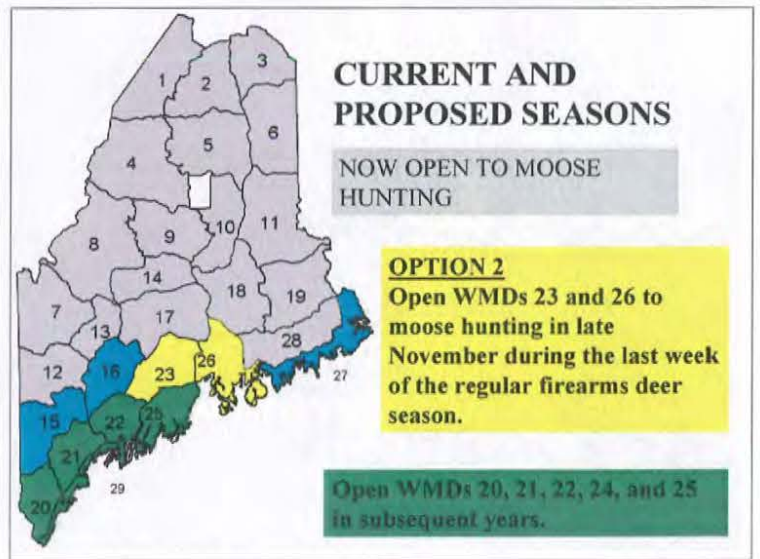 CURRENT AND
PROPOSED SEASONS
NOW OPEN TO MOOSE
HUNTING
OPTION 2
Open WMDs 23 and 26 to
moose hunting in late
November during the last week
of the regular firearms deer
season.
Open WMDs 20, 21, 22, 24, and 25
in subsequent years.
1
2
3
4
5
6
8
9
10
11
7
14
18
19
13
17
12
28
16
23
26
27
15
22
25
21
29
20